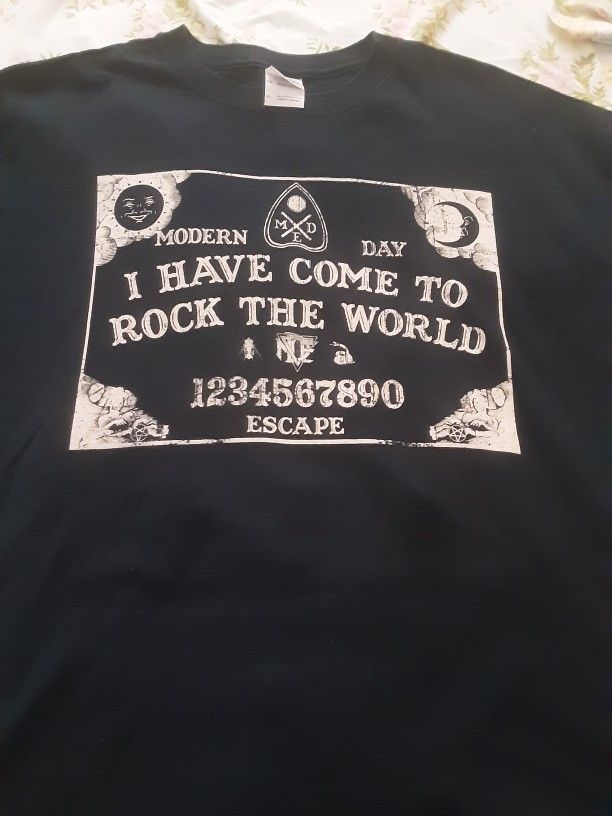 MODERN DAY
M D
E
I HAVE COME TO
ROCK THE WORLD
1234567890
ESCAPE